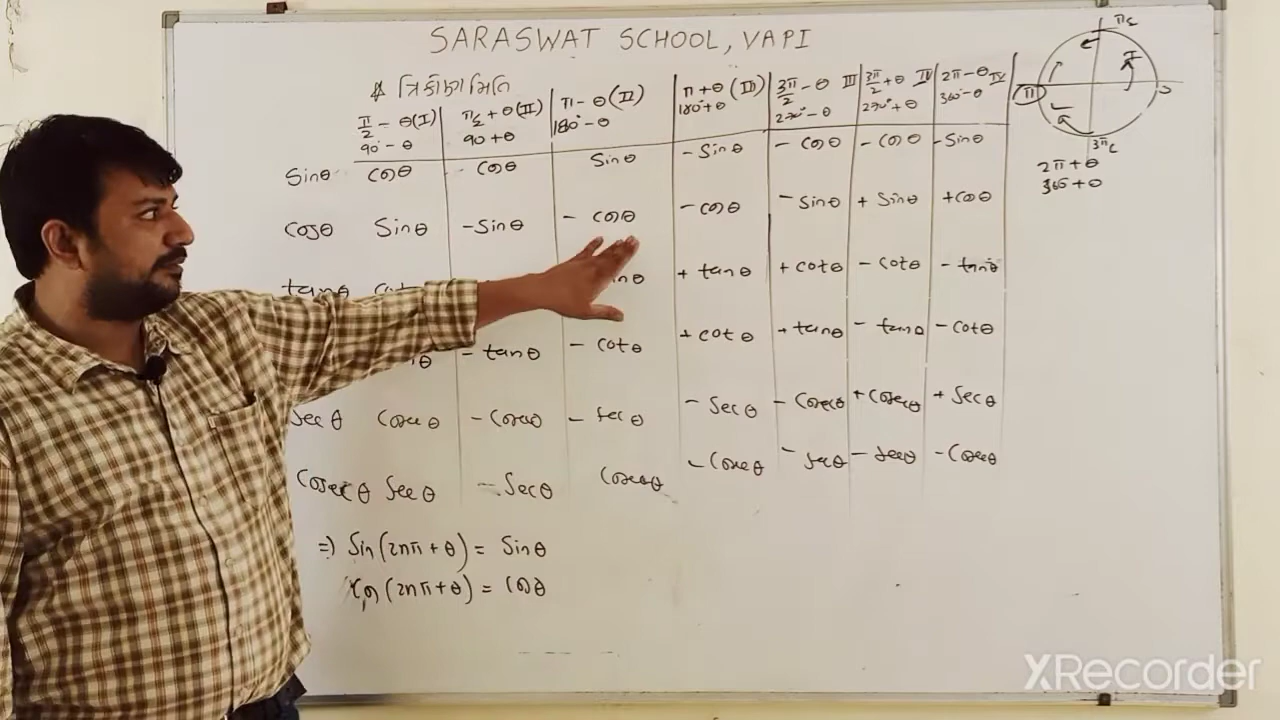 SARASWAT SCHOOL, VAPI
* ત્રિકોણમિતિ
π/2 - θ (I) π/2 + θ (II) π - θ (II) π + θ (III) 3π/2 - θ III 3π/2 + θ IV 2π - θ IV
90 - θ 90 + θ 180° - θ 180° + θ 270° - θ 270° + θ 360° - θ
Sinθ cosθ cosθ Sinθ - Sinθ - cosθ - cosθ - Sinθ
cosθ Sinθ - Sinθ - cosθ - cosθ - Sinθ + Sinθ + cosθ
tanθ + tanθ + cotθ - cotθ - tanθ
- tanθ - cotθ + cotθ + tanθ - tanθ - cotθ
Secθ Cosecθ - Cosecθ - Secθ - Secθ - Cosecθ + Cosecθ + Secθ
Cosecθ Secθ - Secθ Cosecθ - Cosecθ - Secθ - Secθ - Cosecθ
⇒) Sin(2nπ + θ) = Sinθ
Cos(2nπ + θ) = Cosθ
I
π
2π + θ
360 + θ
XRecorder